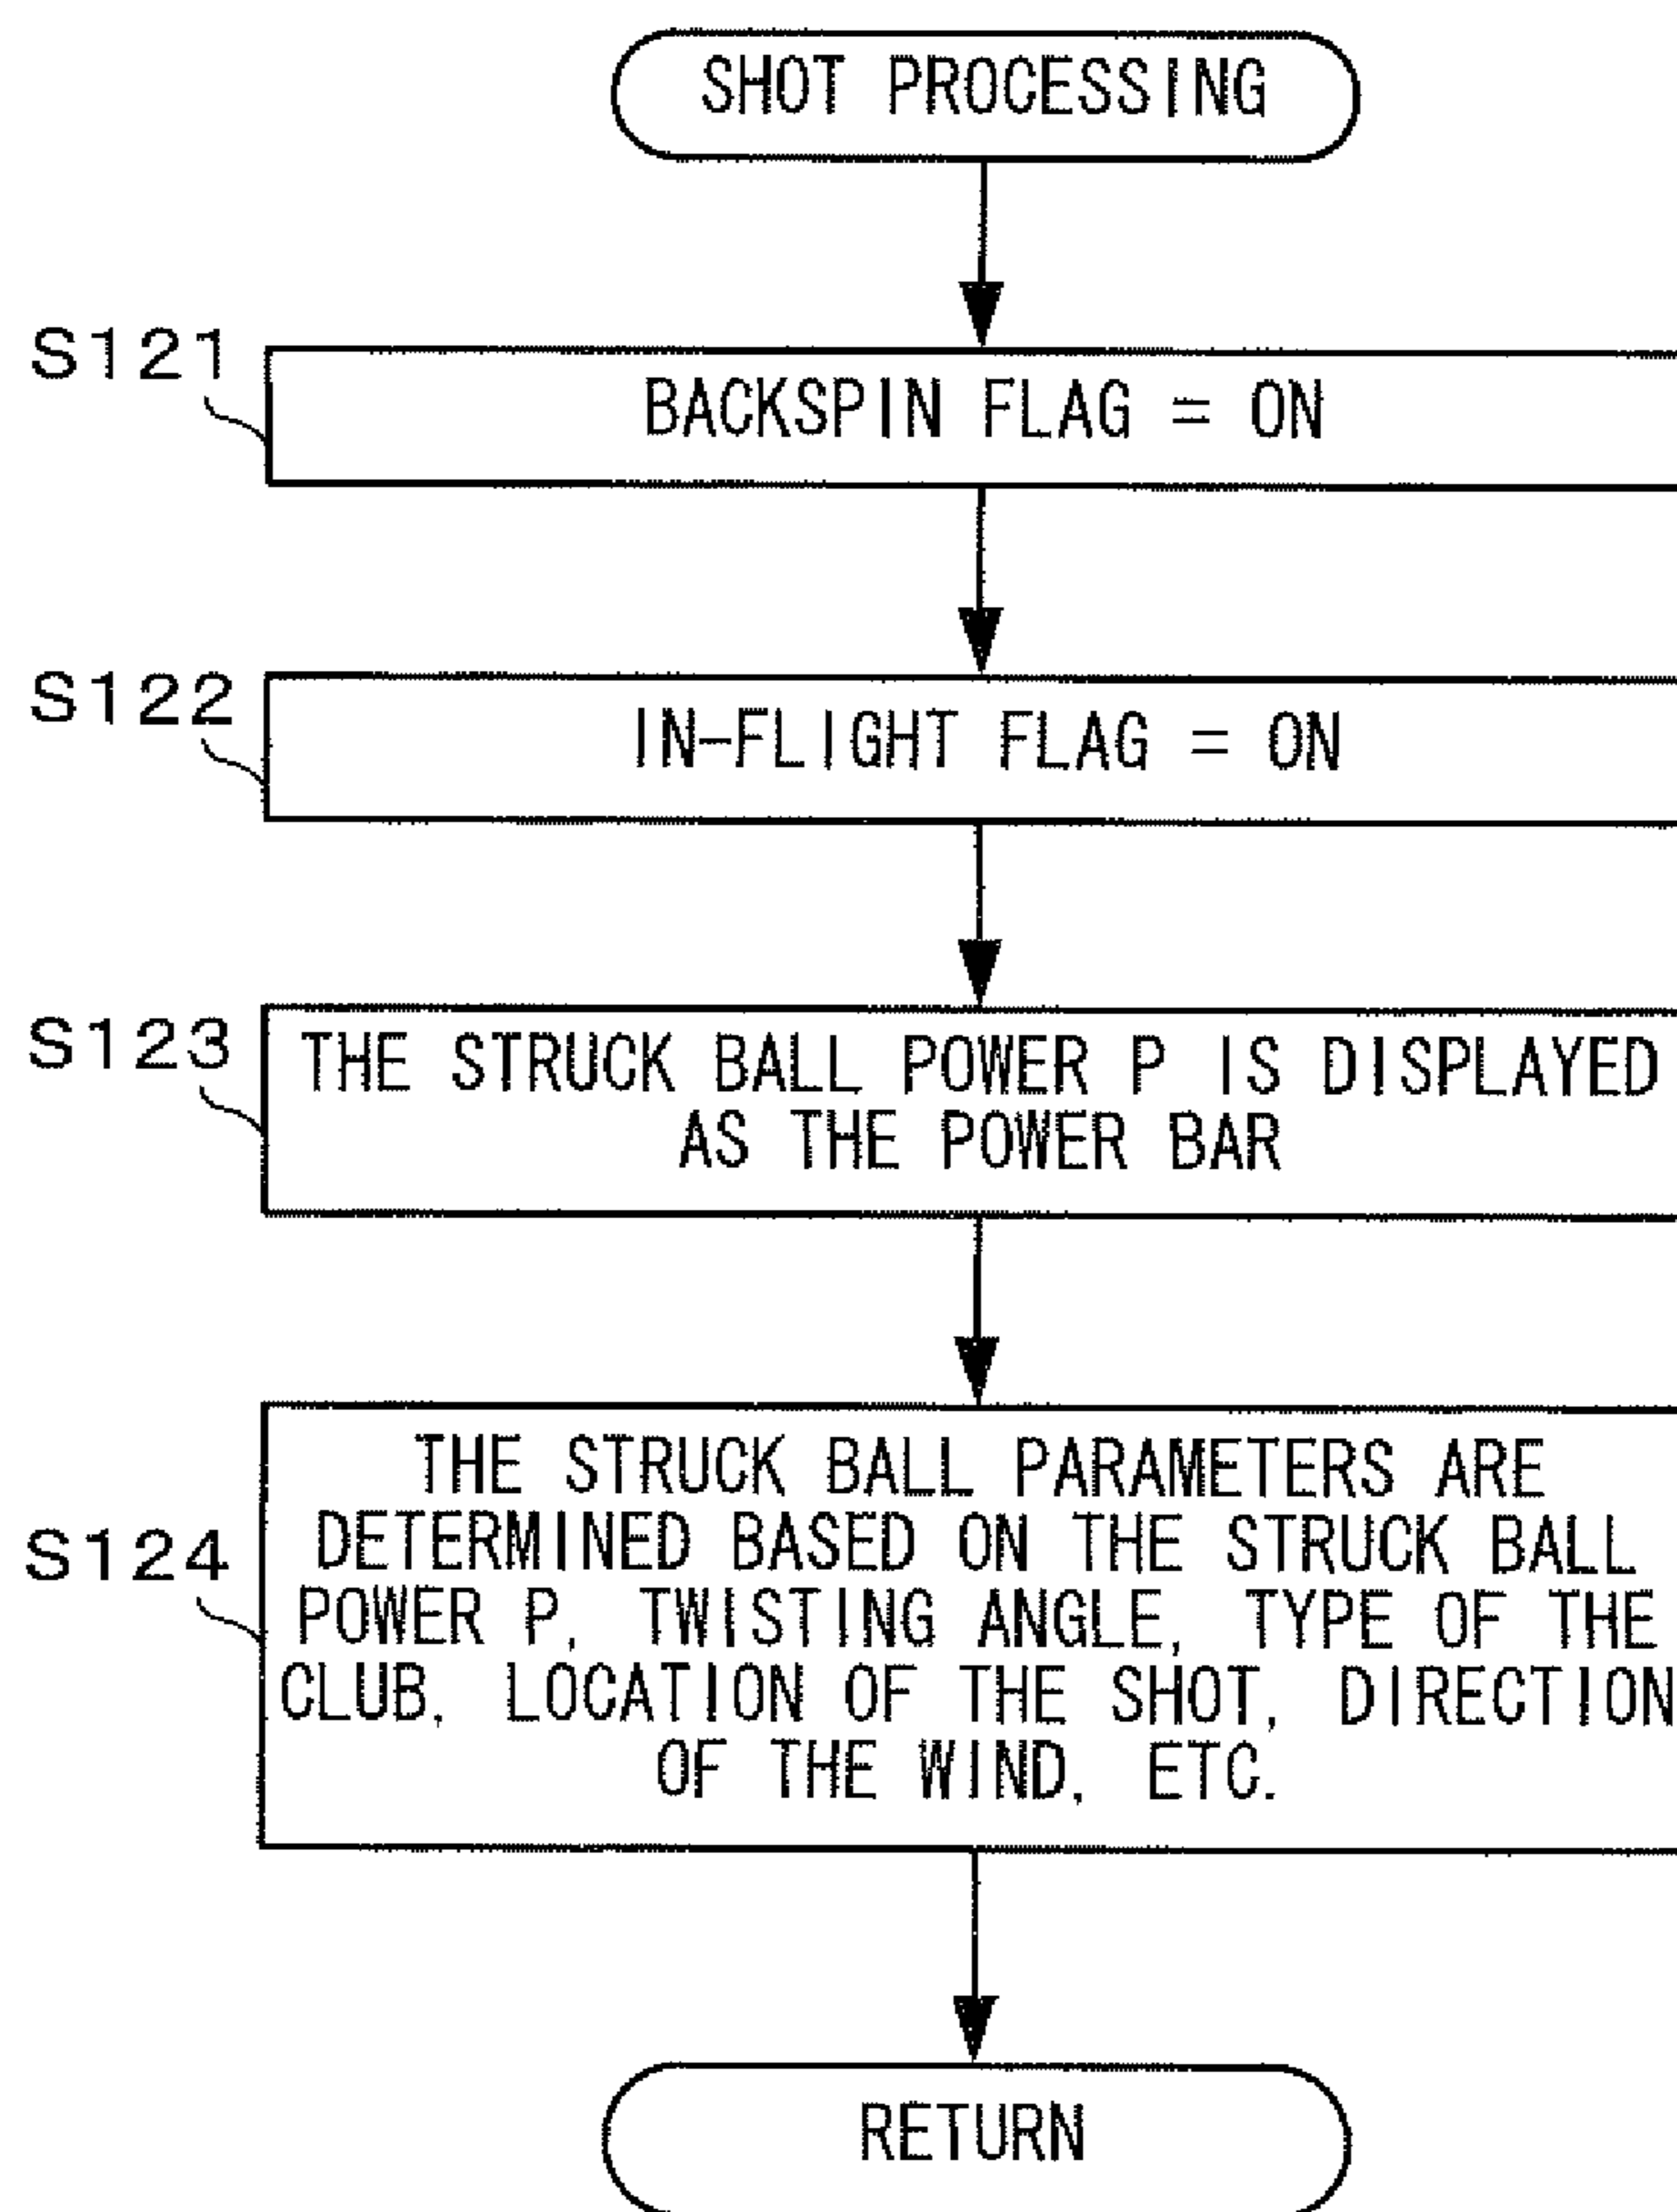 SHOT PROCESSING
S121
BACKSPIN FLAG = ON
S122
IN-FLIGHT FLAG = ON
S123
THE STRUCK BALL POWER P IS DISPLAYED
AS THE POWER BAR
S124
THE STRUCK BALL PARAMETERS ARE
DETERMINED BASED ON THE STRUCK BALL
POWER P, TWISTING ANGLE, TYPE OF THE
CLUB, LOCATION OF THE SHOT, DIRECTION
OF THE WIND, ETC.
RETURN